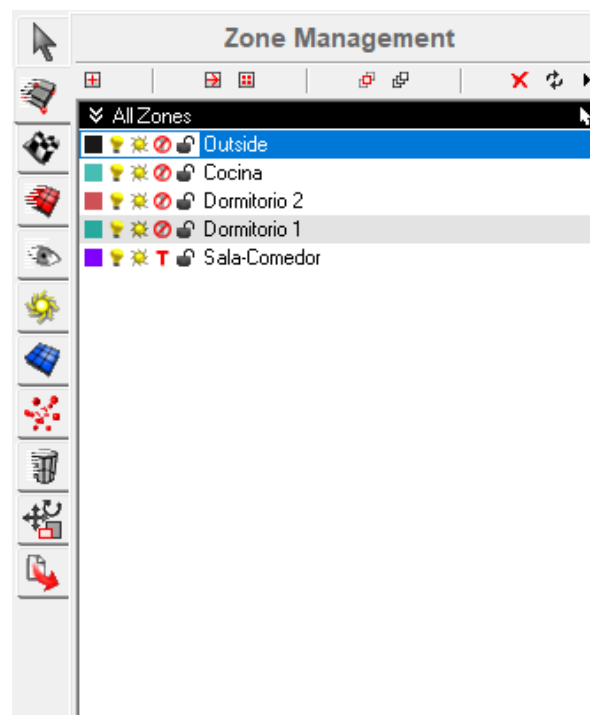 Zone Management
All Zones
Outside
Cocina
Dormitorio 2
Dormitorio 1
T Sala-Comedor